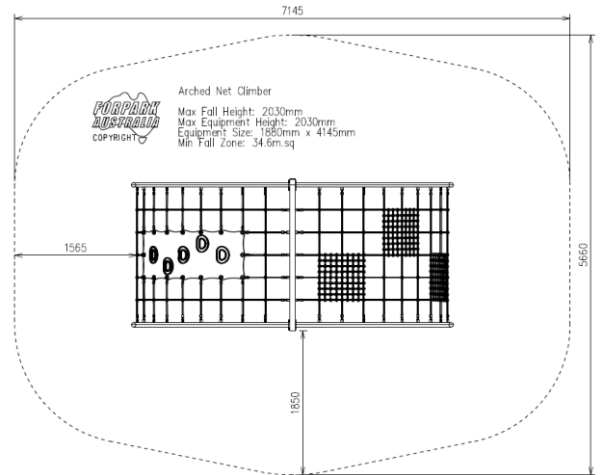 7145
Arched Net Climber
FORPARK
AUSTRALIA
COPYRIGHT
Max Fall Height: 2030mm
Max Equipment Height: 2030mm
Equipment Size: 1880mm x 4145mm
Min Fall Zone: 34.6m.sq
1565
5660
1850